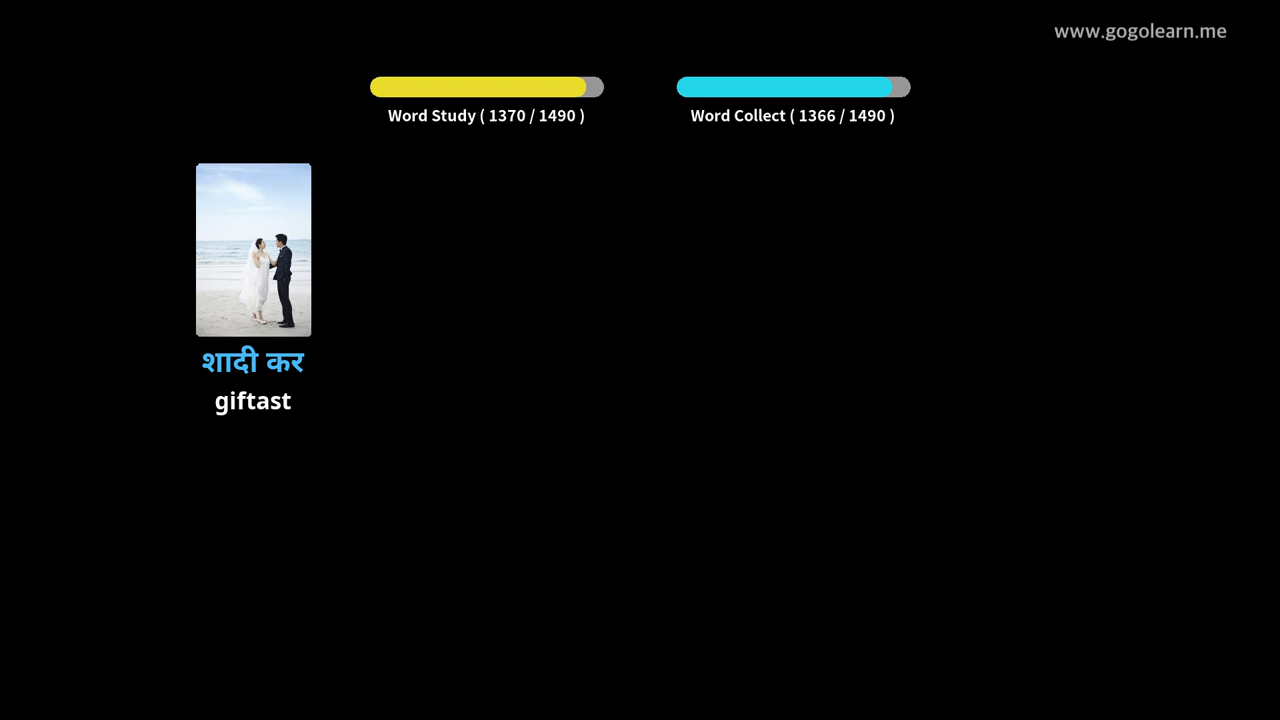 www.gogolearn.me
Word Study ( 1370 / 1490 )
Word Collect ( 1366 / 1490 )
शादी कर
giftast